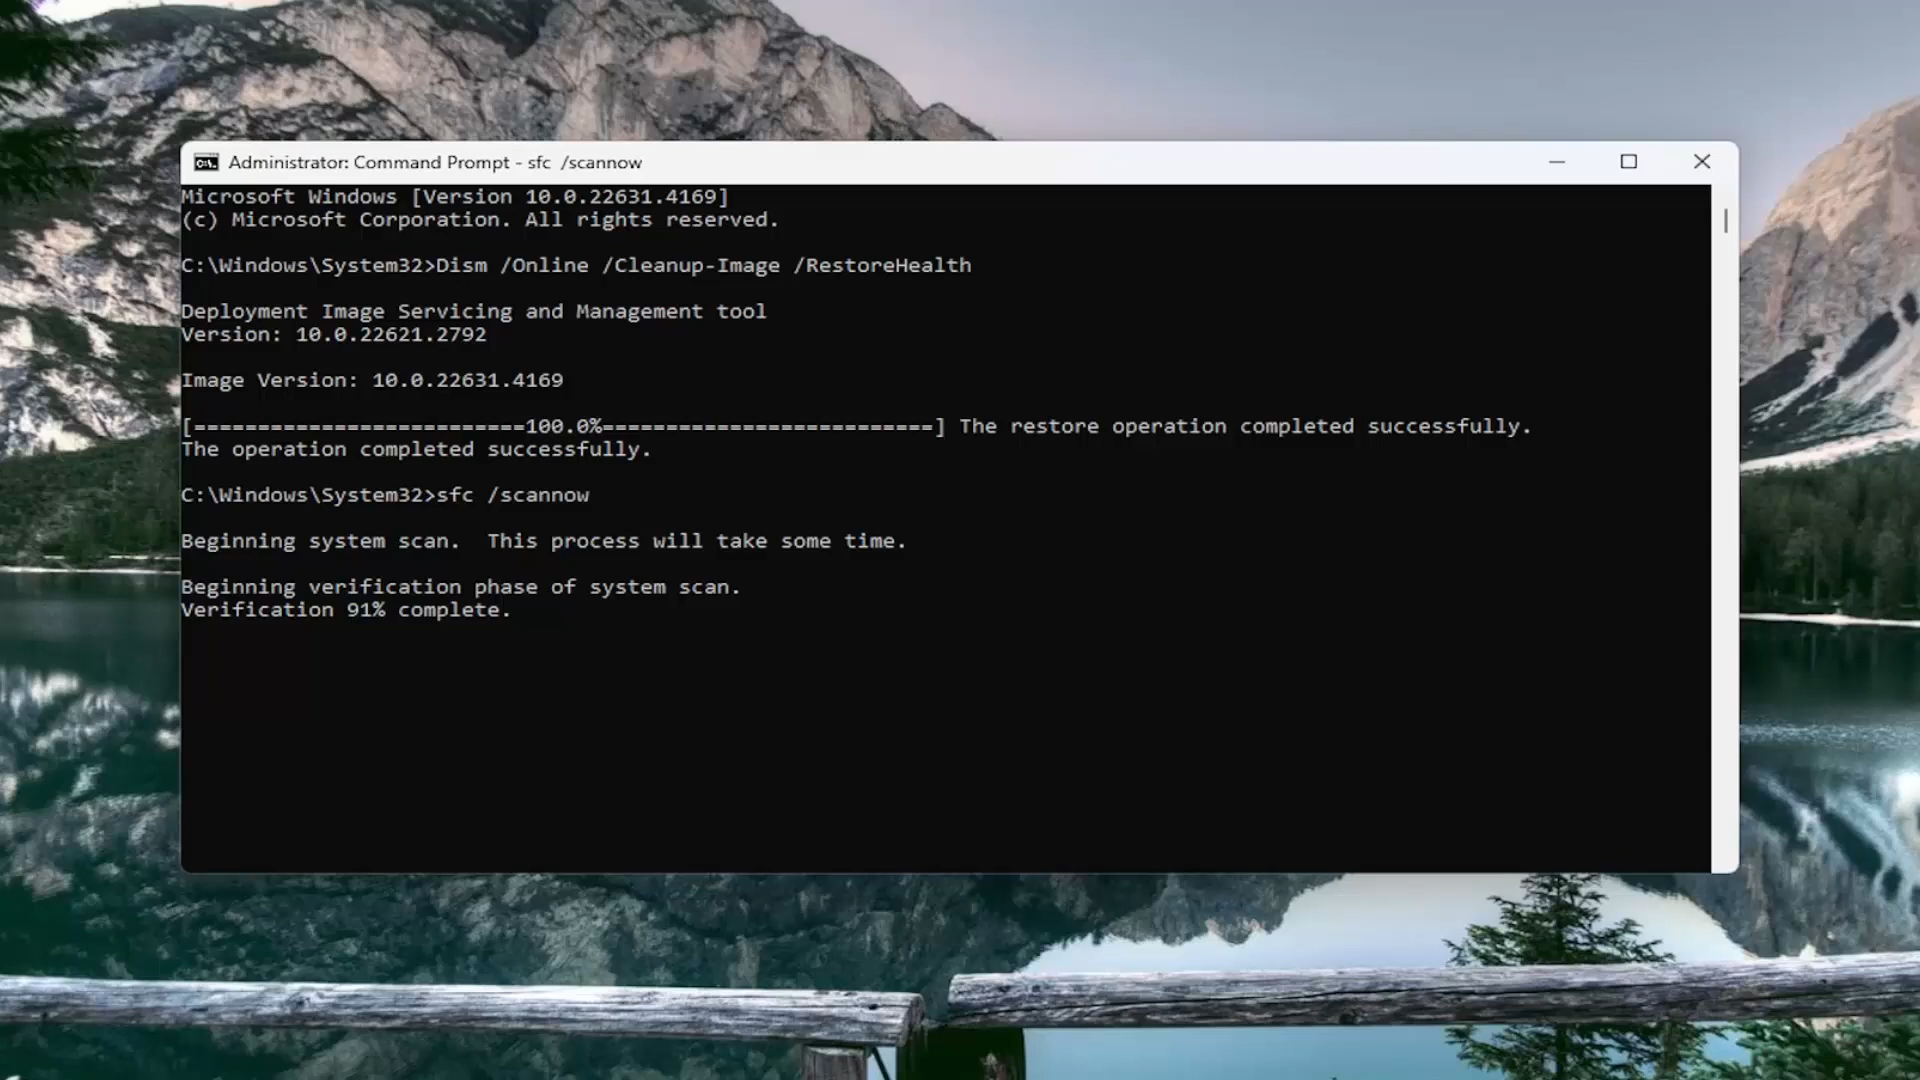 Administrator: Command Prompt - sfc  /scannow
Microsoft Windows [Version 10.0.22631.4169]
(c) Microsoft Corporation. All rights reserved.
C:\Windows\System32>Dism /Online /Cleanup-Image /RestoreHealth
Deployment Image Servicing and Management tool
Version: 10.0.22621.2792
Image Version: 10.0.22631.4169
[==========================100.0%==========================] The restore operation completed successfully.
The operation completed successfully.
C:\Windows\System32>sfc /scannow
Beginning system scan.  This process will take some time.
Beginning verification phase of system scan.
Verification 91% complete.